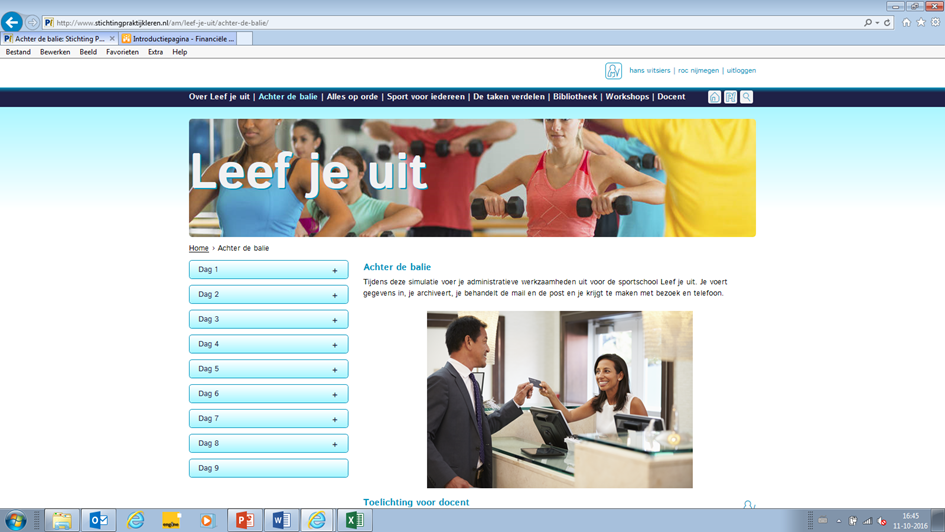 http://www.stichtingpraktijkleren.nl/am/leef-je-uit/achter-de-balie/
Achter de balie: Stichting P...
Introductiepagina - Financiële ...
Bestand Bewerken Beeld Favorieten Extra Help
hans witsiers | roc nijmegen | uitloggen
Over Leef je uit | Achter de balie | Alles op orde | Sport voor iedereen | De taken verdelen | Bibliotheek | Workshops | Docent
Leef je uit
Home › Achter de balie
Dag 1 +
Dag 2 +
Dag 3 +
Dag 4 +
Dag 5 +
Dag 6 +
Dag 7 +
Dag 8 +
Dag 9
Achter de balie
Tijdens deze simulatie voer je administratieve werkzaamheden uit voor de sportschool Leef je uit. Je voert
gegevens in, je archiveert, je behandelt de mail en de post en je krijgt te maken met bezoek en telefoon.
Toelichting voor docent
16:45
11-10-2016